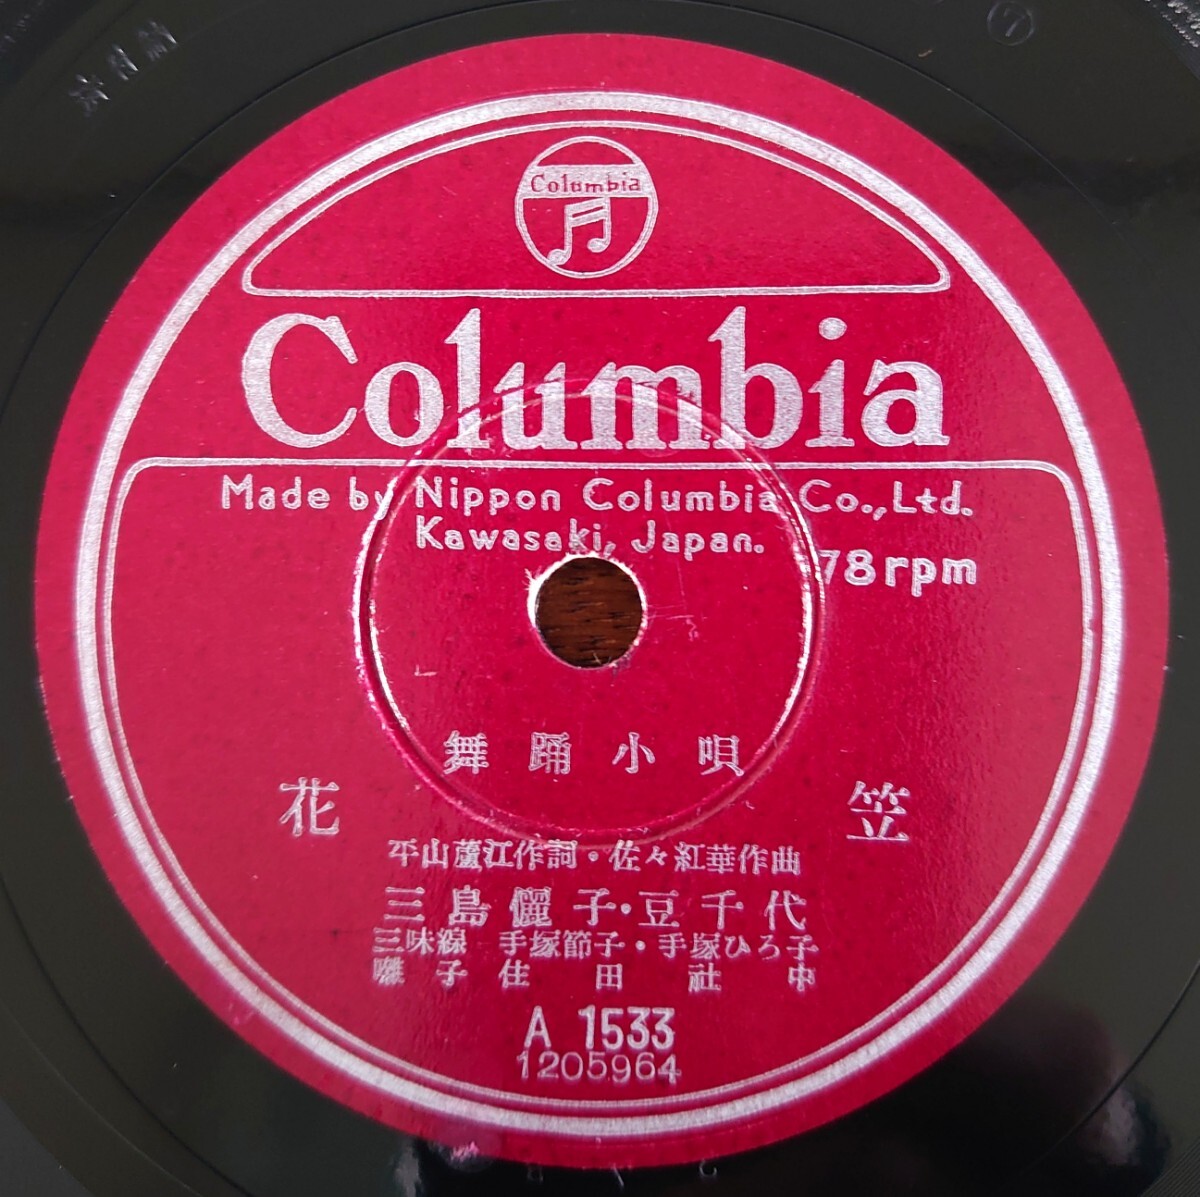 Columbia
Columbia
Made by Nippon Columbia Co.,Ltd.
Kawasaki, Japan.
78rpm
舞踊小唄
花笠
平山蘆江作詞・佐々紅華作曲
三島儷子・豆千代
三味線 手塚節子・手塚ひろ子
囃子 住田社中
A 1533
1205964